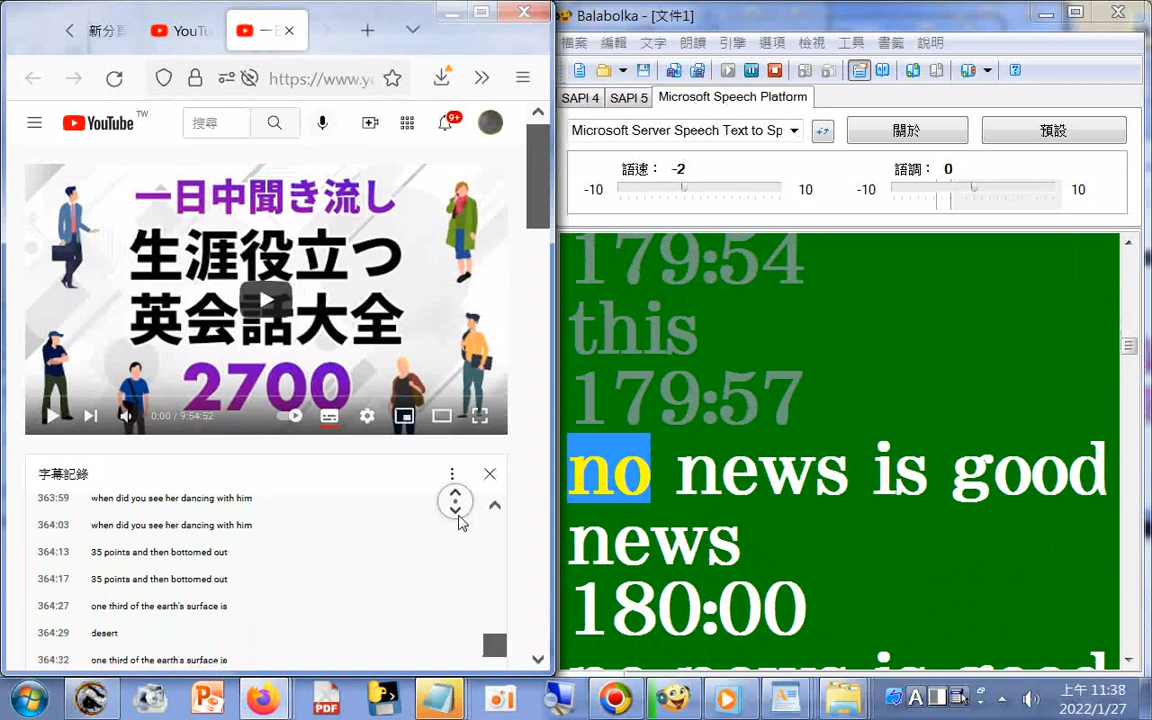 新分頁
YouTu
一日
https://www.yo
YouTube
TW
搜尋
9+
一日中聞き流し
生涯役立つ
英会話大全
2700
0:00 / 9:54:52
字幕記錄
363:59 when did you see her dancing with him
364:03 when did you see her dancing with him
364:13 35 points and then bottomed out
364:17 35 points and then bottomed out
364:27 one third of the earth's surface is
364:29 desert
364:32 one third of the earth's surface is
Balabolka - [文件1]
檔案 編輯 文字 朗讀 引擎 選項 檢視 工具 書籤 說明
SAPI 4 SAPI 5 Microsoft Speech Platform
Microsoft Server Speech Text to Sp
關於 預設
語速： -2 語調： 0
-10 10 -10 10
179:54
this
179:57
no news is good
news
180:00
no news is good
PDF
A
上午 11:38
2022/1/27